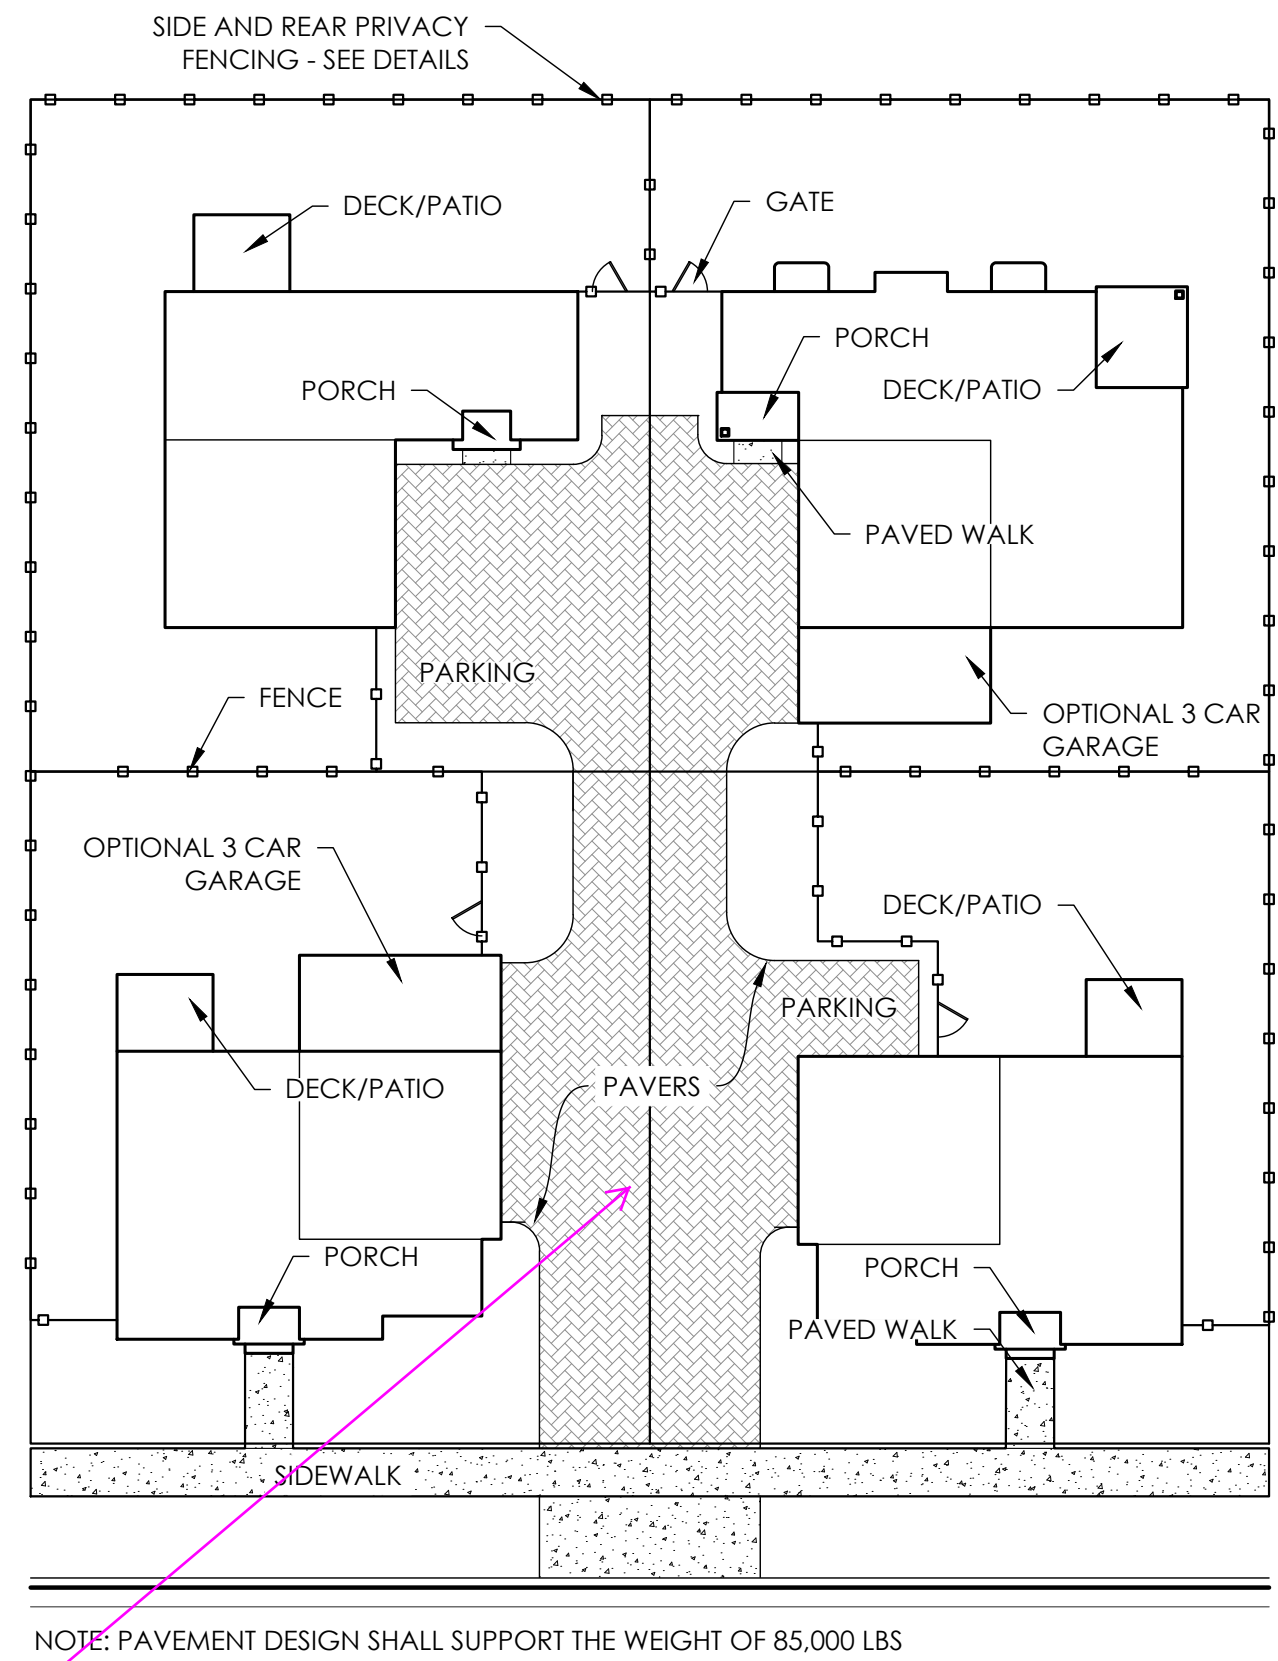 SIDE AND REAR PRIVACY
FENCING - SEE DETAILS
DECK/PATIO
GATE
PORCH
DECK/PATIO
PORCH
PAVED WALK
PARKING
FENCE
OPTIONAL 3 CAR
GARAGE
OPTIONAL 3 CAR
GARAGE
DECK/PATIO
PARKING
DECK/PATIO
PAVERS
PORCH
PORCH
PAVED WALK
SIDEWALK
NOTE: PAVEMENT DESIGN SHALL SUPPORT THE WEIGHT OF 85,000 LBS